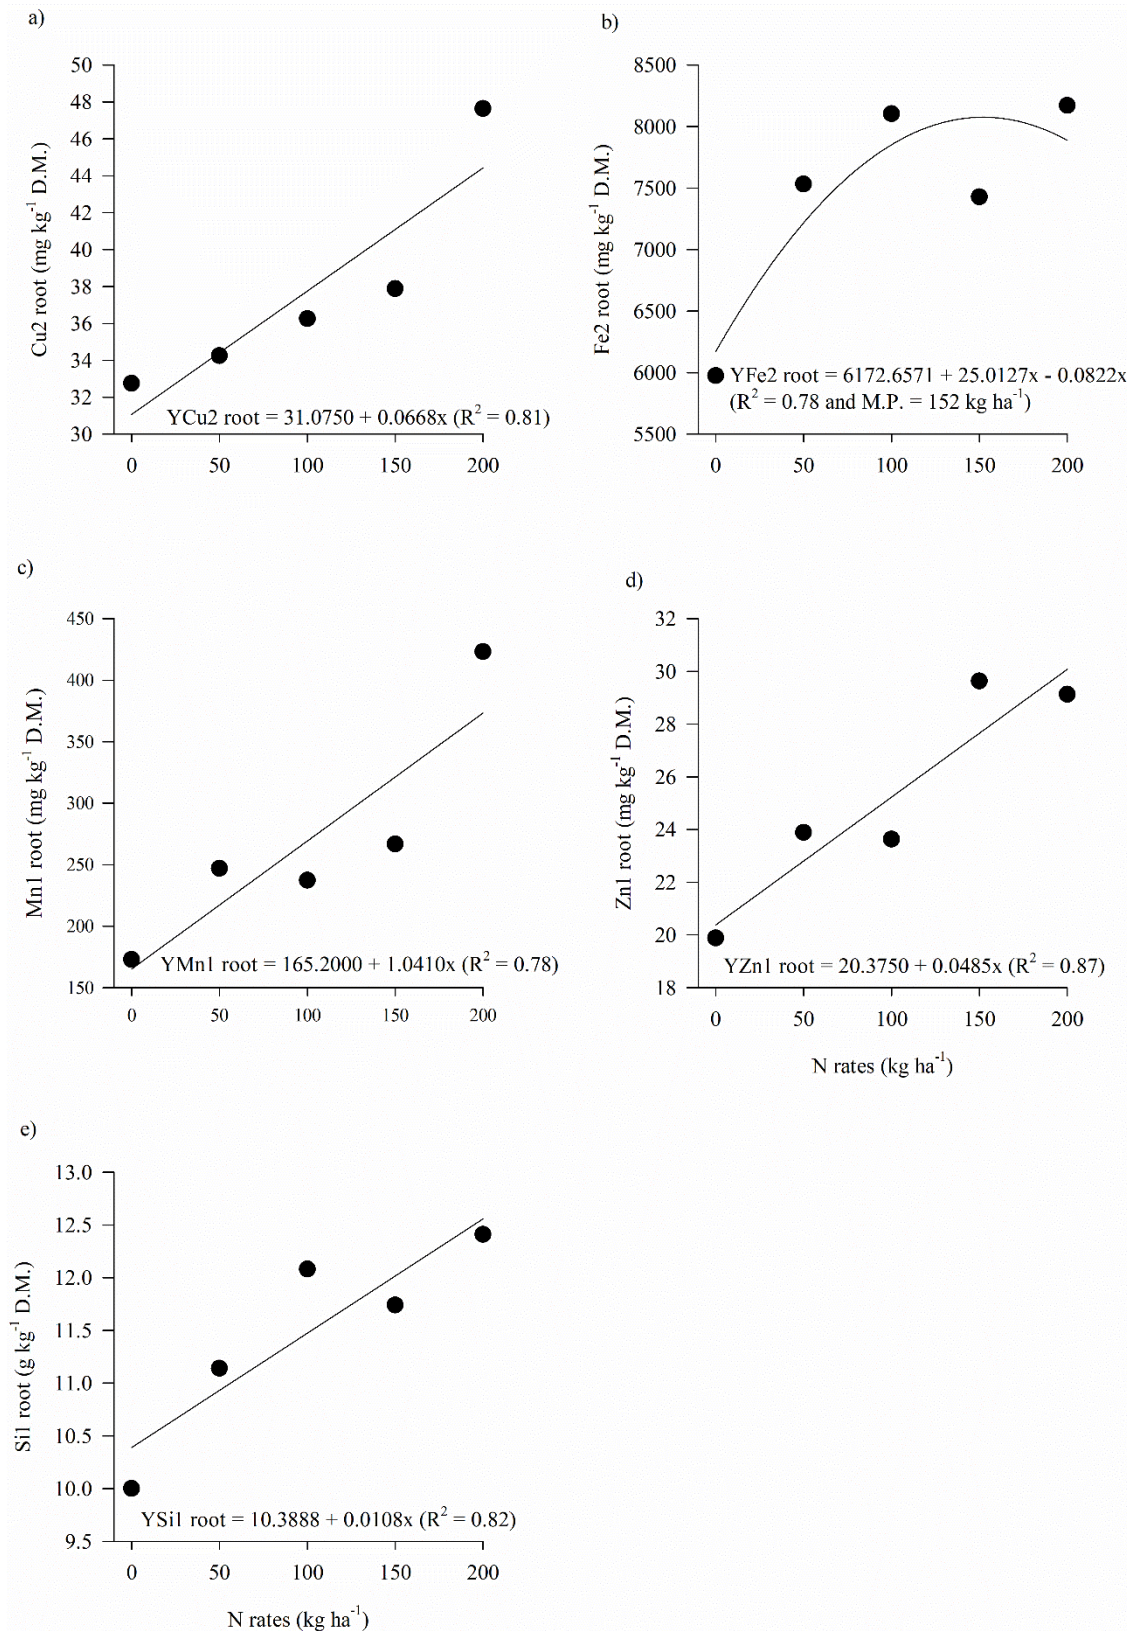 a)
Cu2 root (mg kg⁻¹ D.M.)
50
48
46
44
42
40
38
36
34
32
30
YCu2 root = 31.0750 + 0.0668x (R² = 0.81)
0 50 100 150 200
b)
Fe2 root (mg kg⁻¹ D.M.)
8500
8000
7500
7000
6500
6000
5500
YFe2 root = 6172.6571 + 25.0127x - 0.0822x
(R² = 0.78 and M.P. = 152 kg ha⁻¹)
0 50 100 150 200
c)
Mn1 root (mg kg⁻¹ D.M.)
450
400
350
300
250
200
150
YMn1 root = 165.2000 + 1.0410x (R² = 0.78)
0 50 100 150 200
d)
Zn1 root (mg kg⁻¹ D.M.)
32
30
28
26
24
22
20
18
YZn1 root = 20.3750 + 0.0485x (R² = 0.87)
0 50 100 150 200
N rates (kg ha⁻¹)
e)
Si1 root (g kg⁻¹ D.M.)
13.0
12.5
12.0
11.5
11.0
10.5
10.0
9.5
YSi1 root = 10.3888 + 0.0108x (R² = 0.82)
0 50 100 150 200
N rates (kg ha⁻¹)